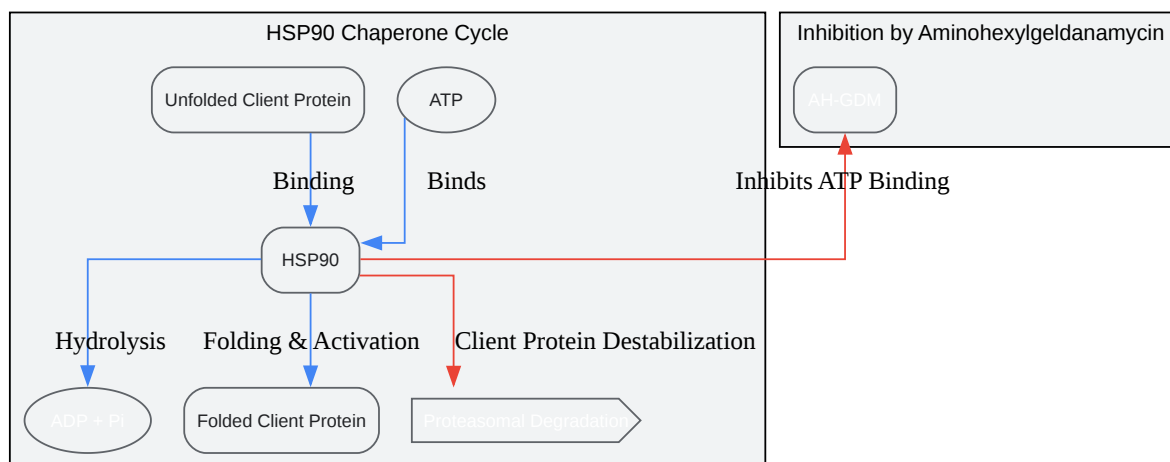 HSP90 Chaperone Cycle
Inhibition by Aminohexylgeldanamycin
Unfolded Client Protein
ATP
AH-GDM
Binding
Binds
Inhibits ATP Binding
HSP90
Hydrolysis
Folding & Activation
Client Protein Destabilization
ADP + Pi
Folded Client Protein
Proteasomal Degradation